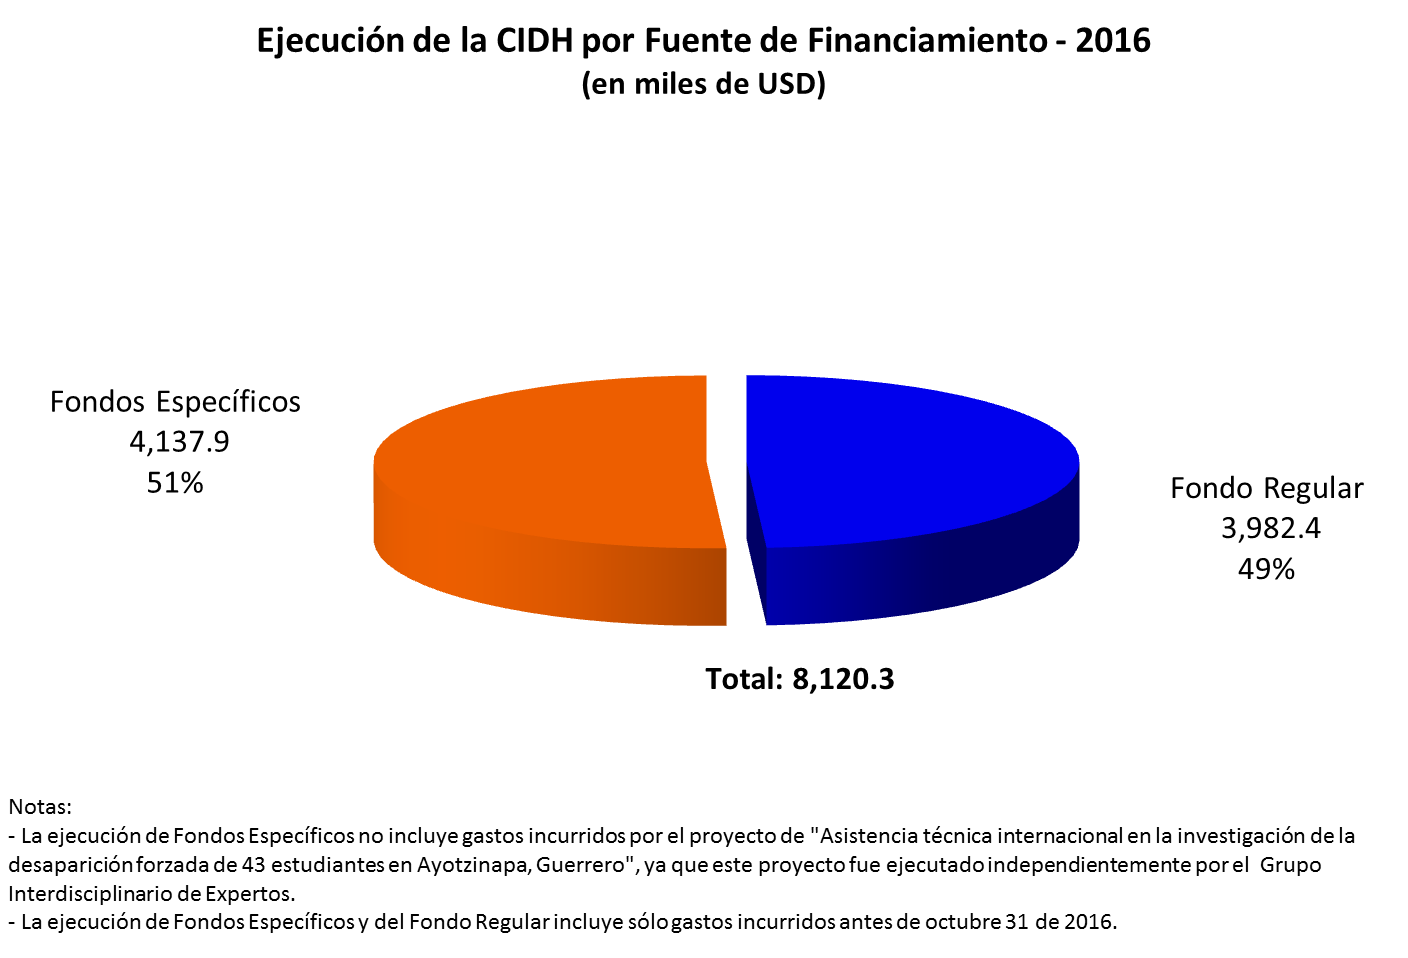 Ejecución de la CIDH por Fuente de Financiamiento - 2016
(en miles de USD)
Fondos Específicos
4,137.9
51%
Fondo Regular
3,982.4
49%
Total: 8,120.3
Notas:
- La ejecución de Fondos Específicos no incluye gastos incurridos por el proyecto de "Asistencia técnica internacional en la investigación de la
desaparición forzada de 43 estudiantes en Ayotzinapa, Guerrero", ya que este proyecto fue ejecutado independientemente por el Grupo
Interdisciplinario de Expertos.
- La ejecución de Fondos Específicos y del Fondo Regular incluye sólo gastos incurridos antes de octubre 31 de 2016.